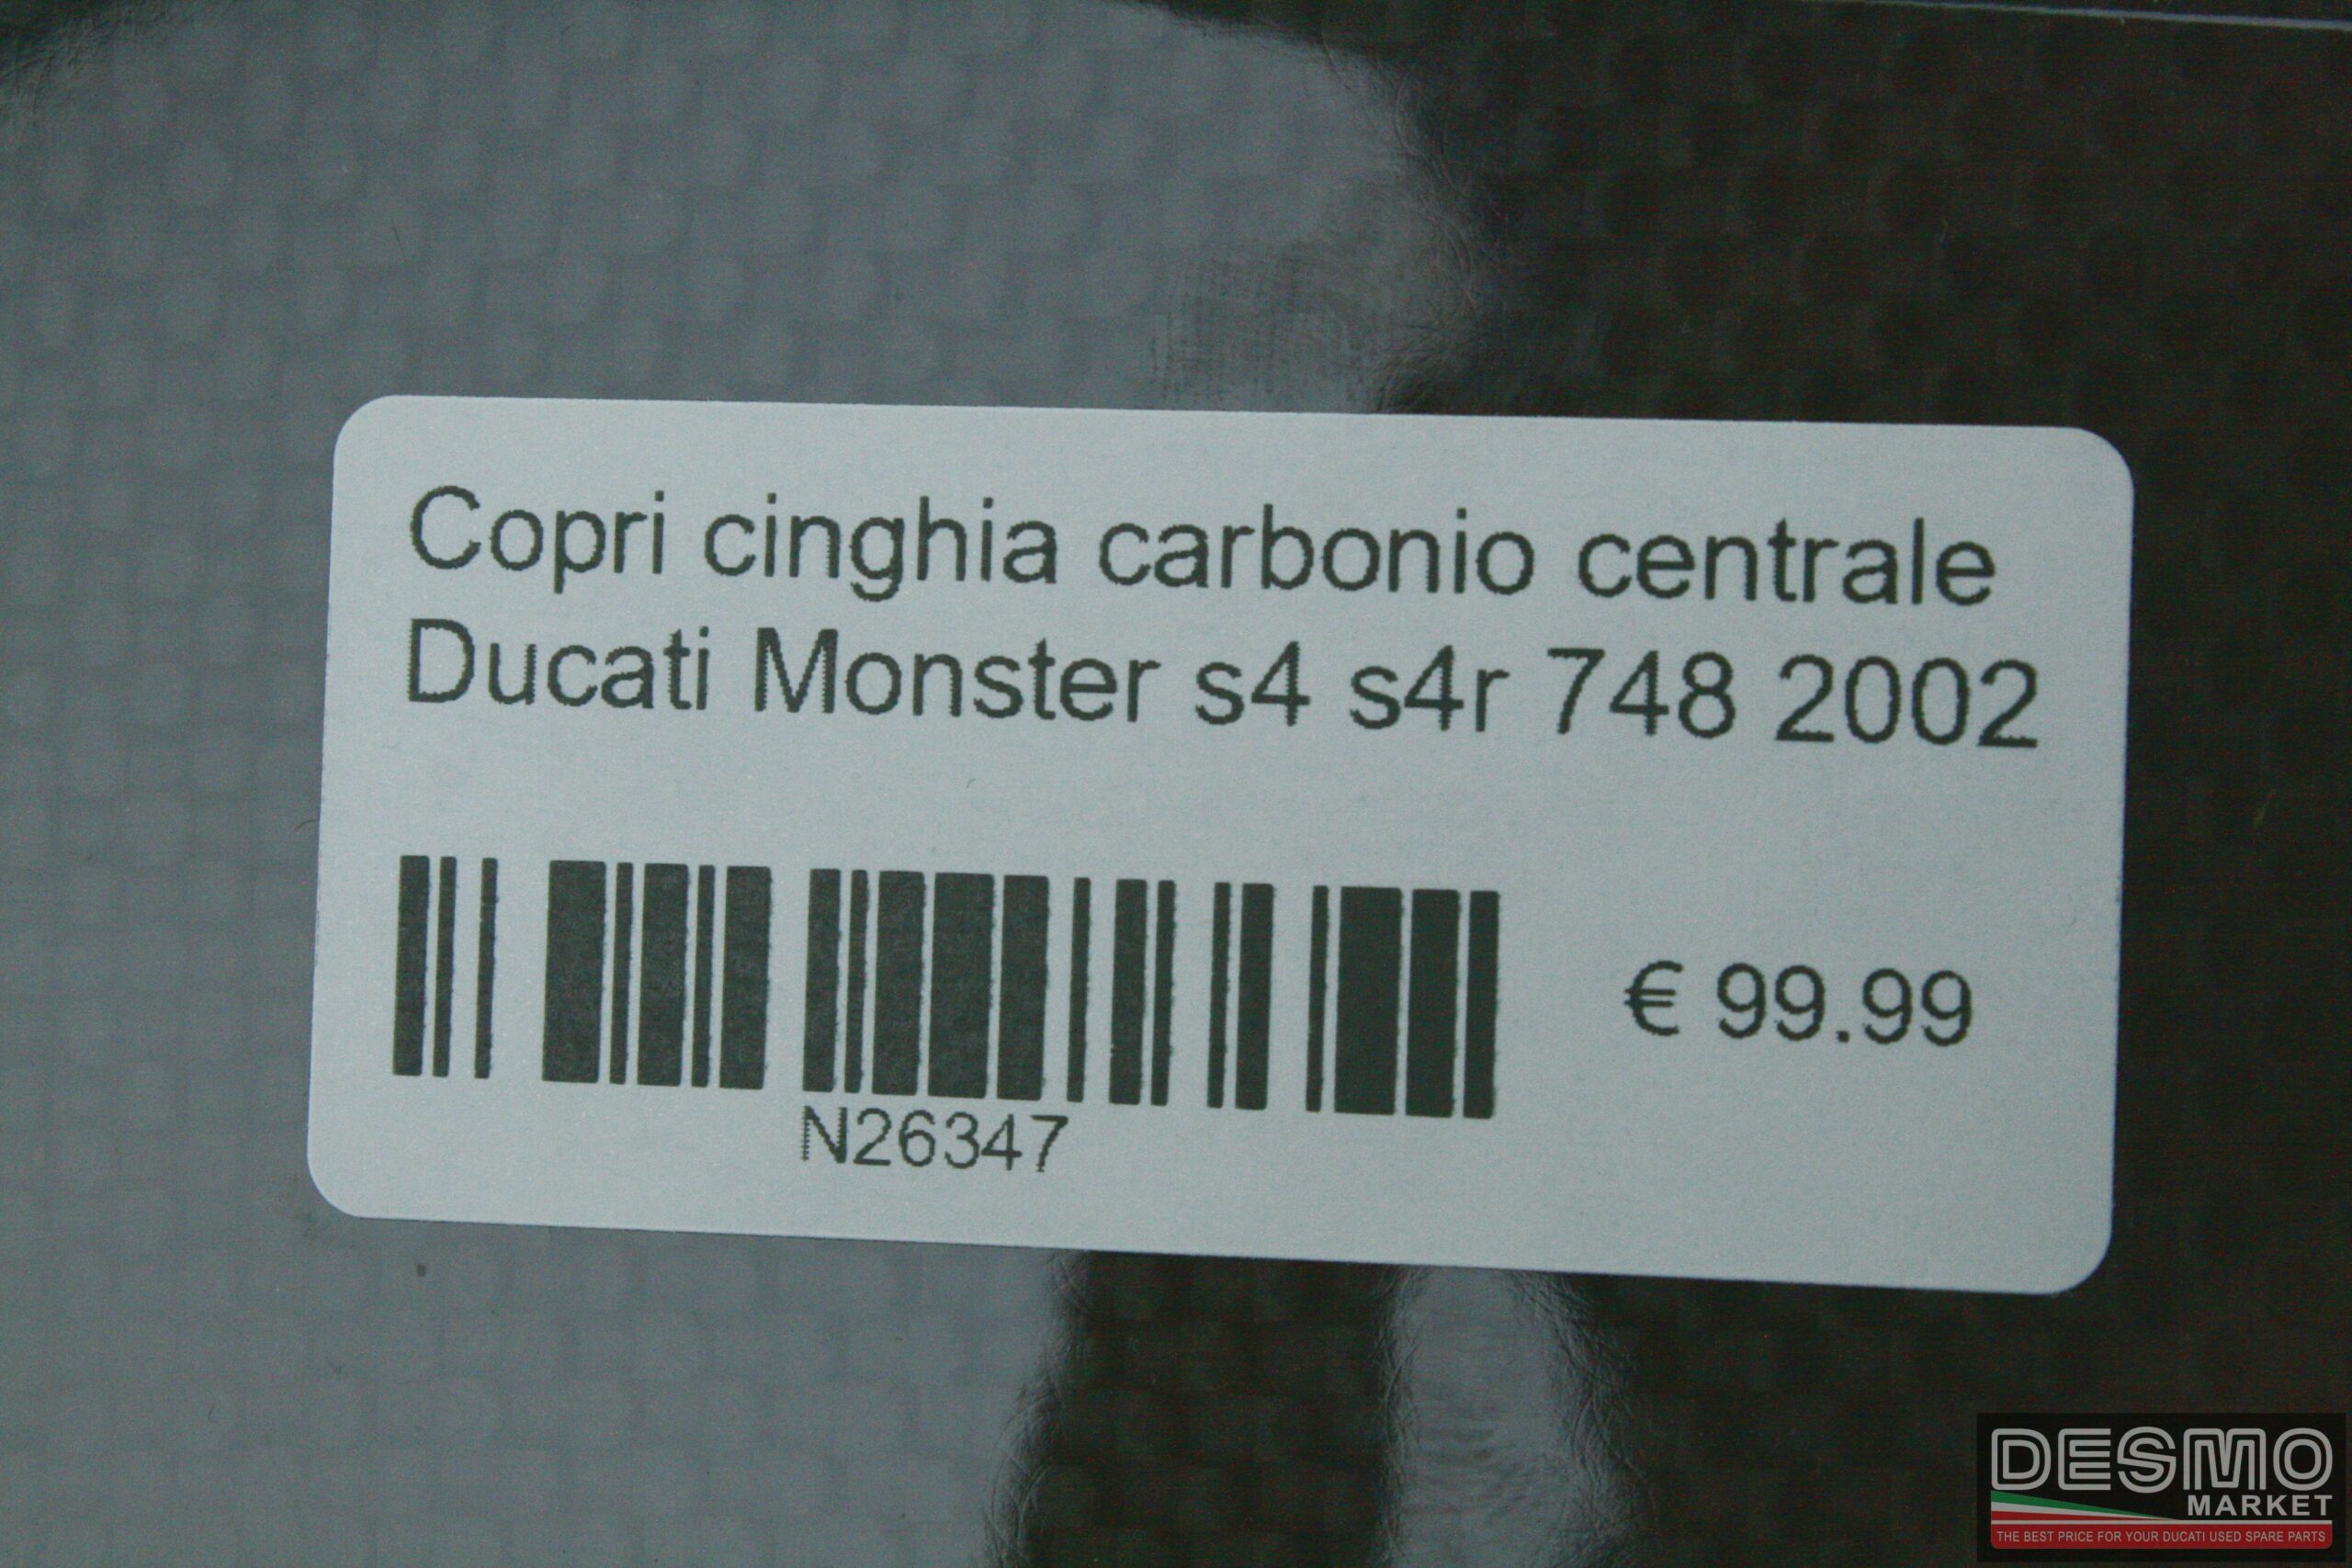 Copri cinghia carbonio centrale
Ducati Monster s4 s4r 748 2002
€ 99.99
N26347
DESMO
MARKET
THE BEST PRICE FOR YOUR DUCATI USED SPARE PARTS